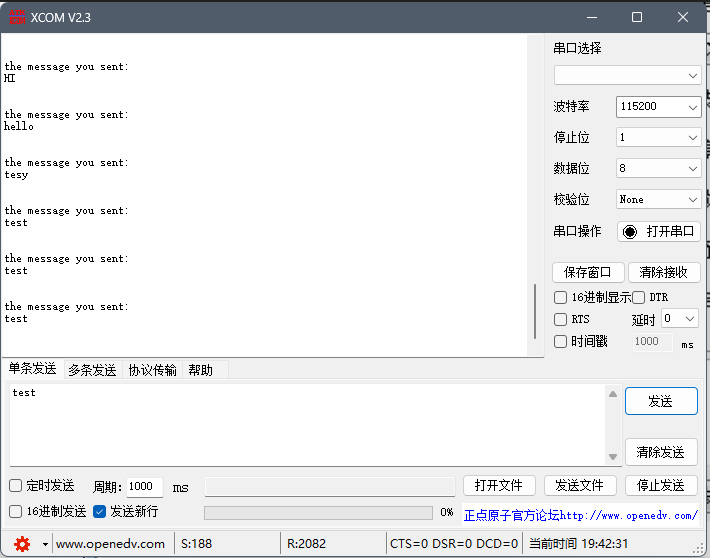 XCOM V2.3
the message you sent:
HI
the message you sent:
hello
the message you sent:
tesy
the message you sent:
test
the message you sent:
test
the message you sent:
test
串口选择
波特率 115200
停止位 1
数据位 8
校验位 None
串口操作 打开串口
保存窗口 清除接收
16进制显示 DTR
RTS 延时 0
时间戳 1000 ms
单条发送 多条发送 协议传输 帮助
test
发送
清除发送
定时发送 周期: 1000 ms 打开文件 发送文件 停止发送
16进制发送 发送新行 0% 正点原子官方论坛http://www.openedv.com/
www.openedv.com S:188 R:2082 CTS=0 DSR=0 DCD=0 当前时间 19:42:31